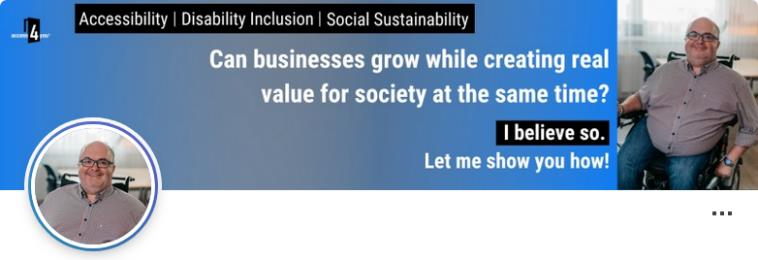 4
Accessibility | Disability Inclusion | Social Sustainability
Can businesses grow while creating real
value for society at the same time?
I believe so.
Let me show you how!